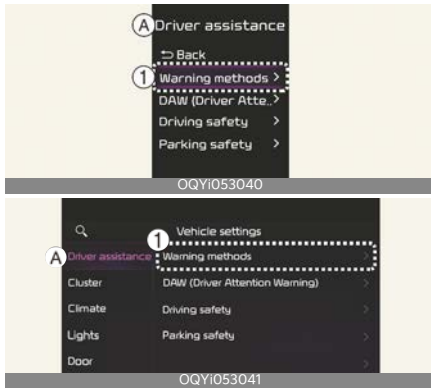 A Driver assistance
Back
1 Warning methods >
DAW (Driver Atte.. >
Driving safety >
Parking safety >
OQYi053040
1 Vehicle settings
A Driver assistance Warning methods >
Cluster DAW (Driver Attention Warning) >
Climate Driving safety >
Lights Parking safety >
Door >
OQYi053041